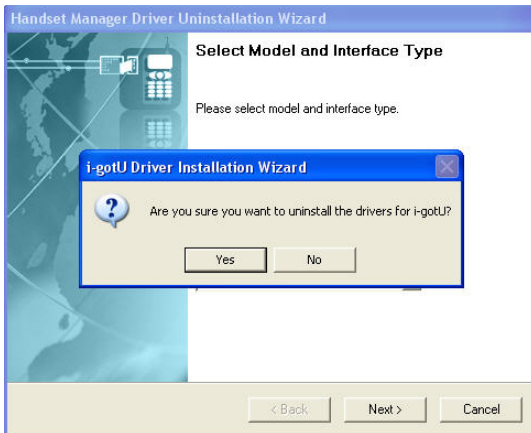 Handset Manager Driver Uninstallation Wizard
Select Model and Interface Type
Please select model and interface type.
i-gotU Driver Installation Wizard
Are you sure you want to uninstall the drivers for i-gotU?
Yes No
< Back Next > Cancel